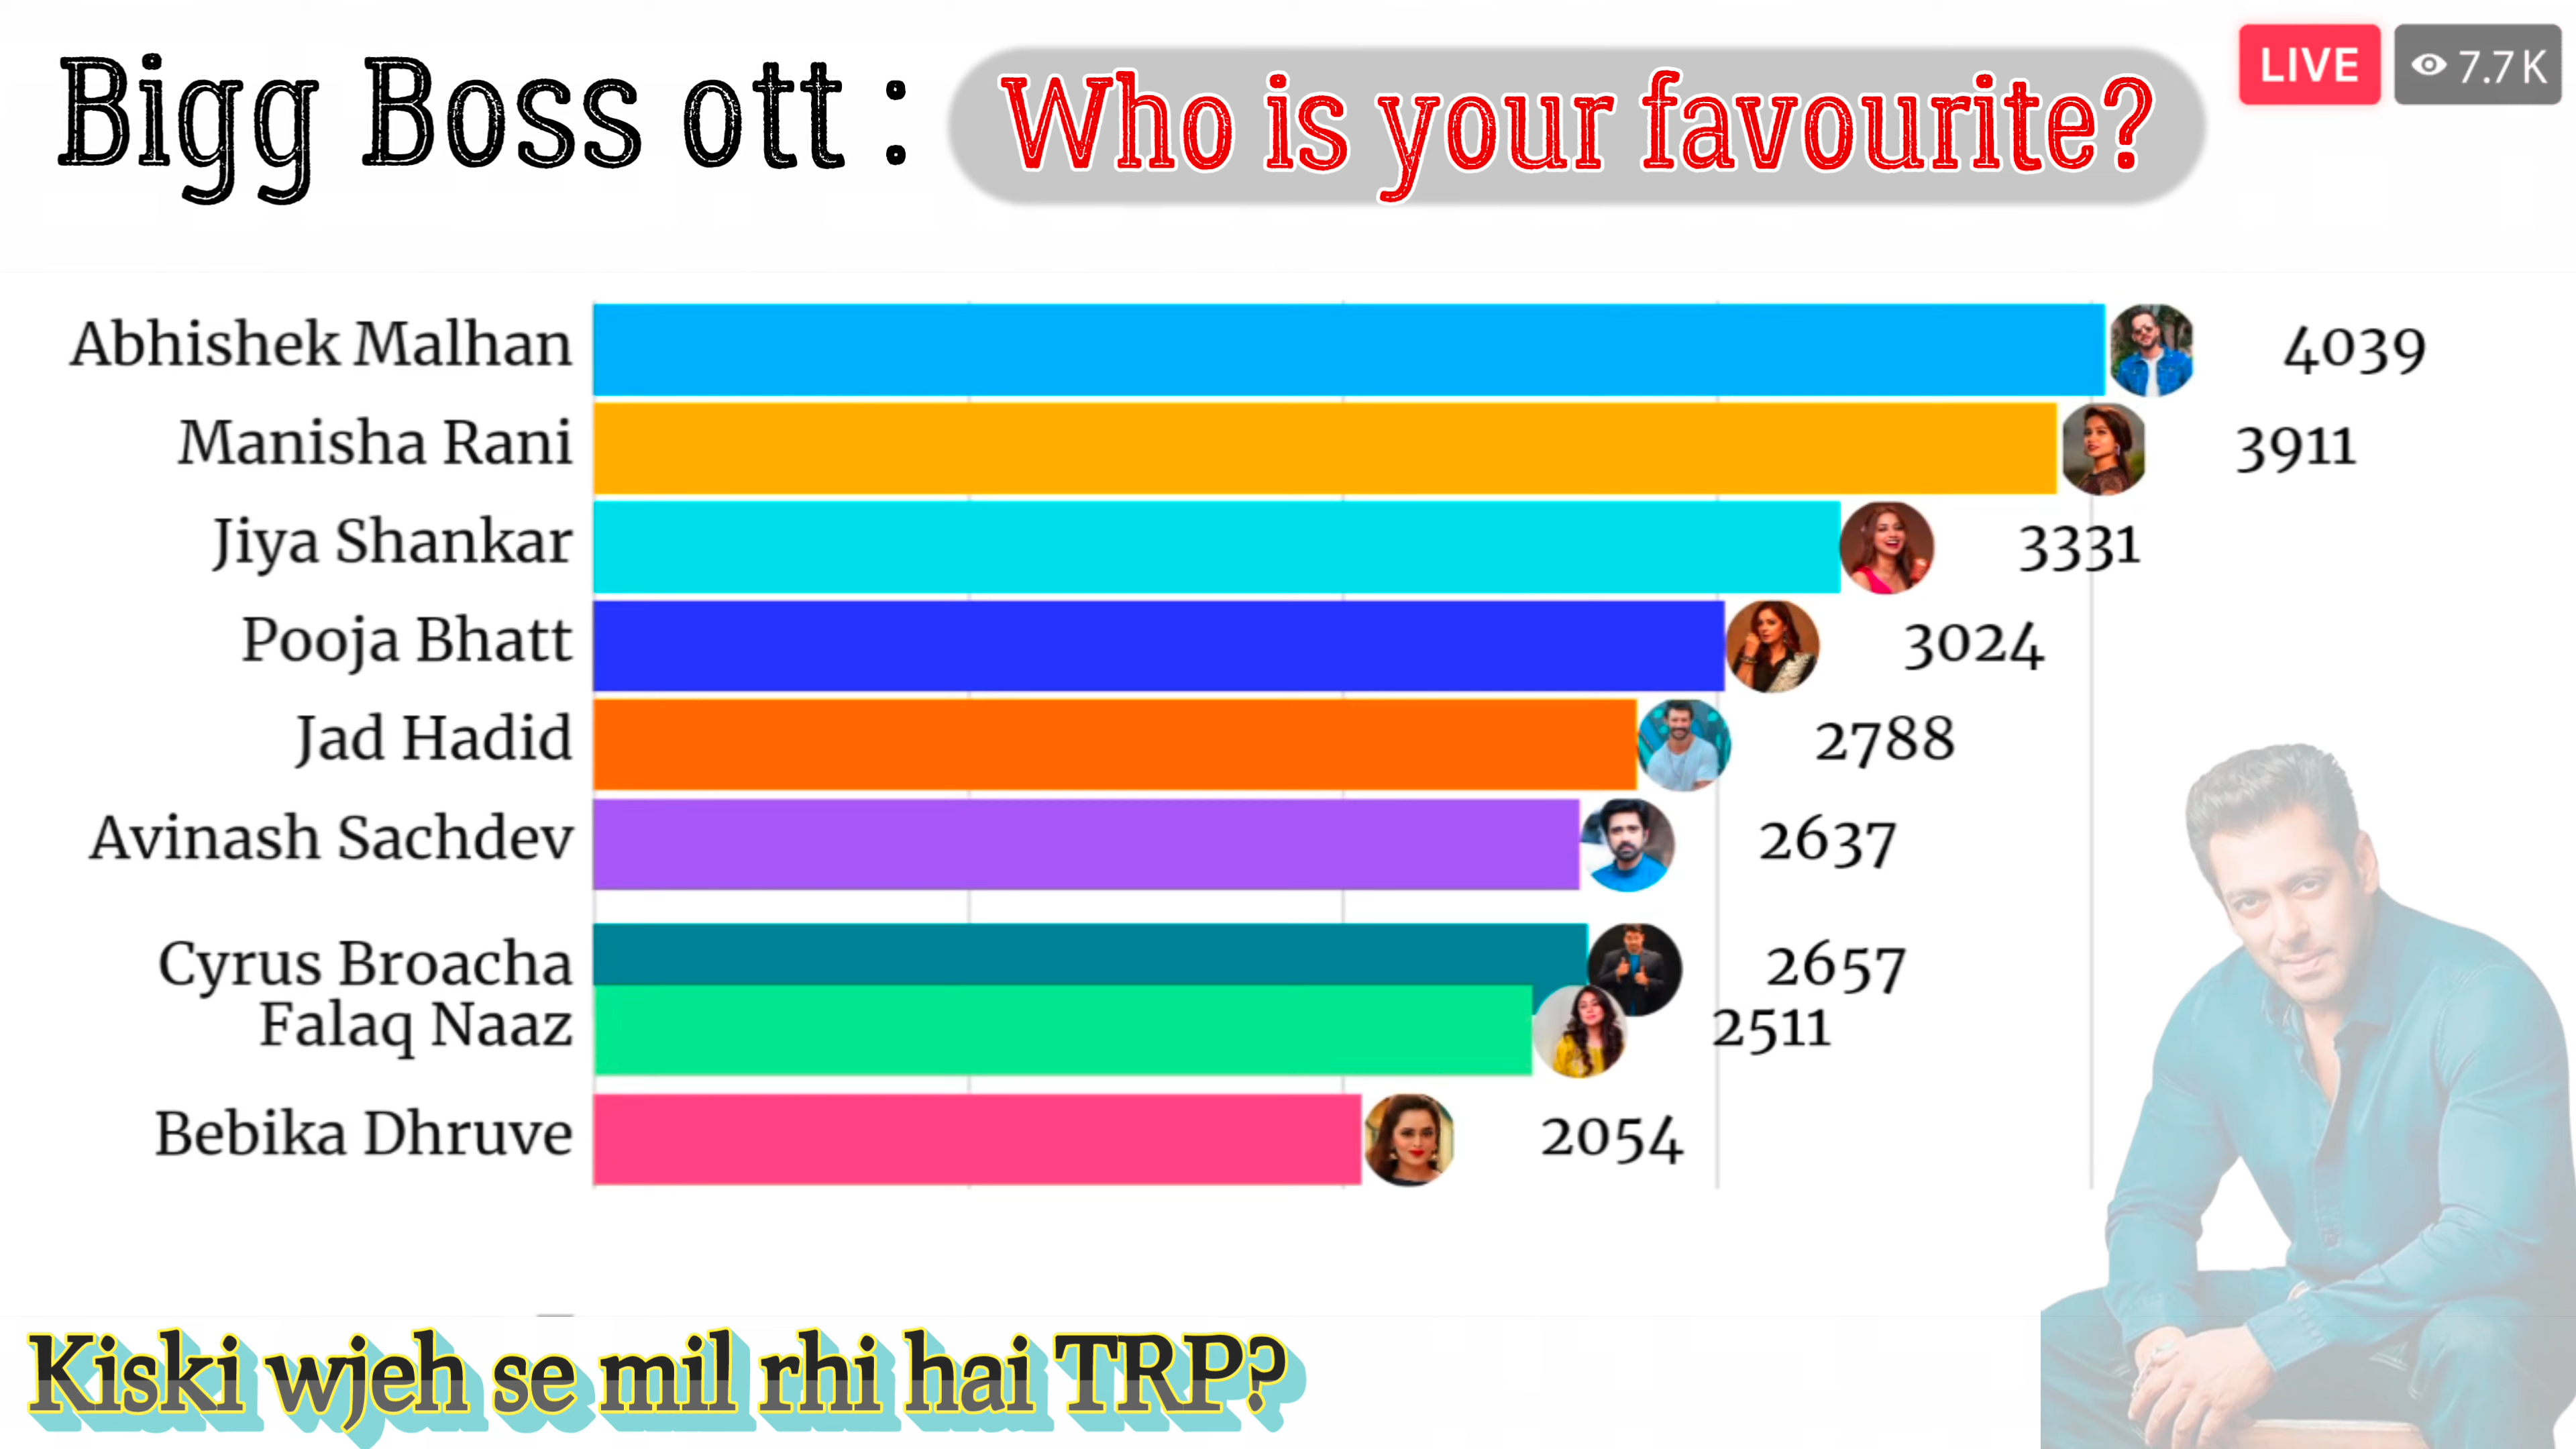 Bigg Boss ott : Who is your favourite?
LIVE 7.7 K
Abhishek Malhan 4039
Manisha Rani 3911
Jiya Shankar 3331
Pooja Bhatt 3024
Jad Hadid 2788
Avinash Sachdev 2637
Cyrus Broacha 2657
Falaq Naaz 2511
Bebika Dhruve 2054
Kiski wjeh se mil rhi hai TRP?